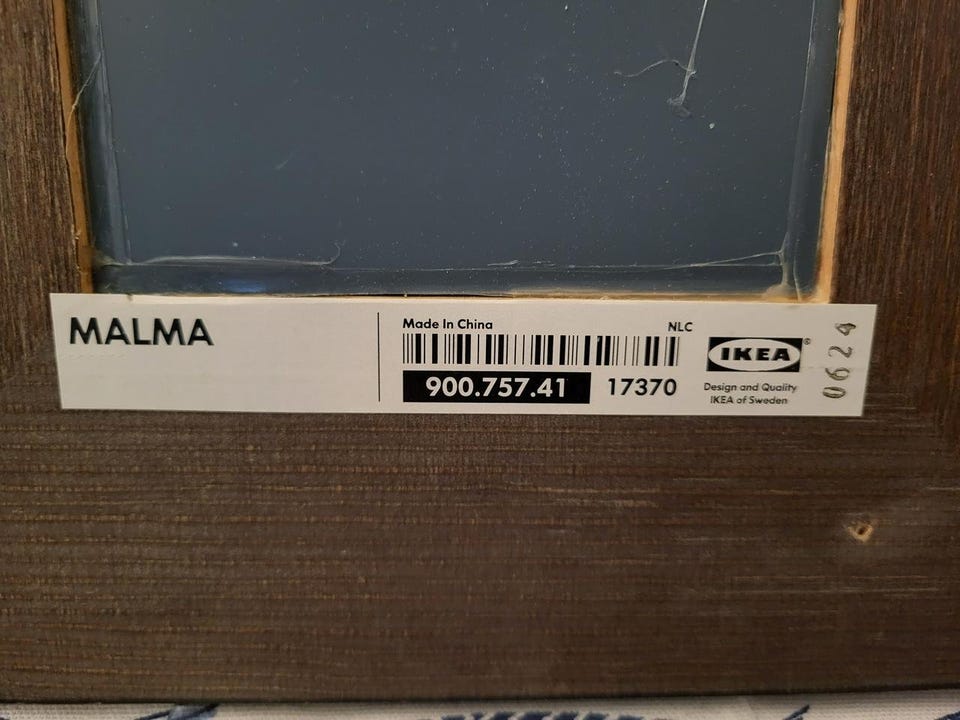 MALMA
Made In China
NLC
900.757.41
17370
IKEA®
Design and Quality
IKEA of Sweden
0624